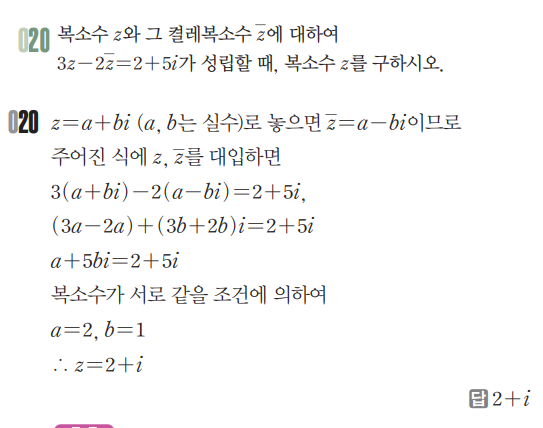 020 복소수 z와 그 켤레복소수 z̅에 대하여
3z-2z̅=2+5i가 성립할 때, 복소수 z를 구하시오.
020 z=a+bi (a, b는 실수)로 놓으면 z̅=a-bi이므로
주어진 식에 z, z̅를 대입하면
3(a+bi)-2(a-bi)=2+5i,
(3a-2a)+(3b+2b)i=2+5i
a+5bi=2+5i
복소수가 서로 같을 조건에 의하여
a=2, b=1
∴ z=2+i
답 2+i